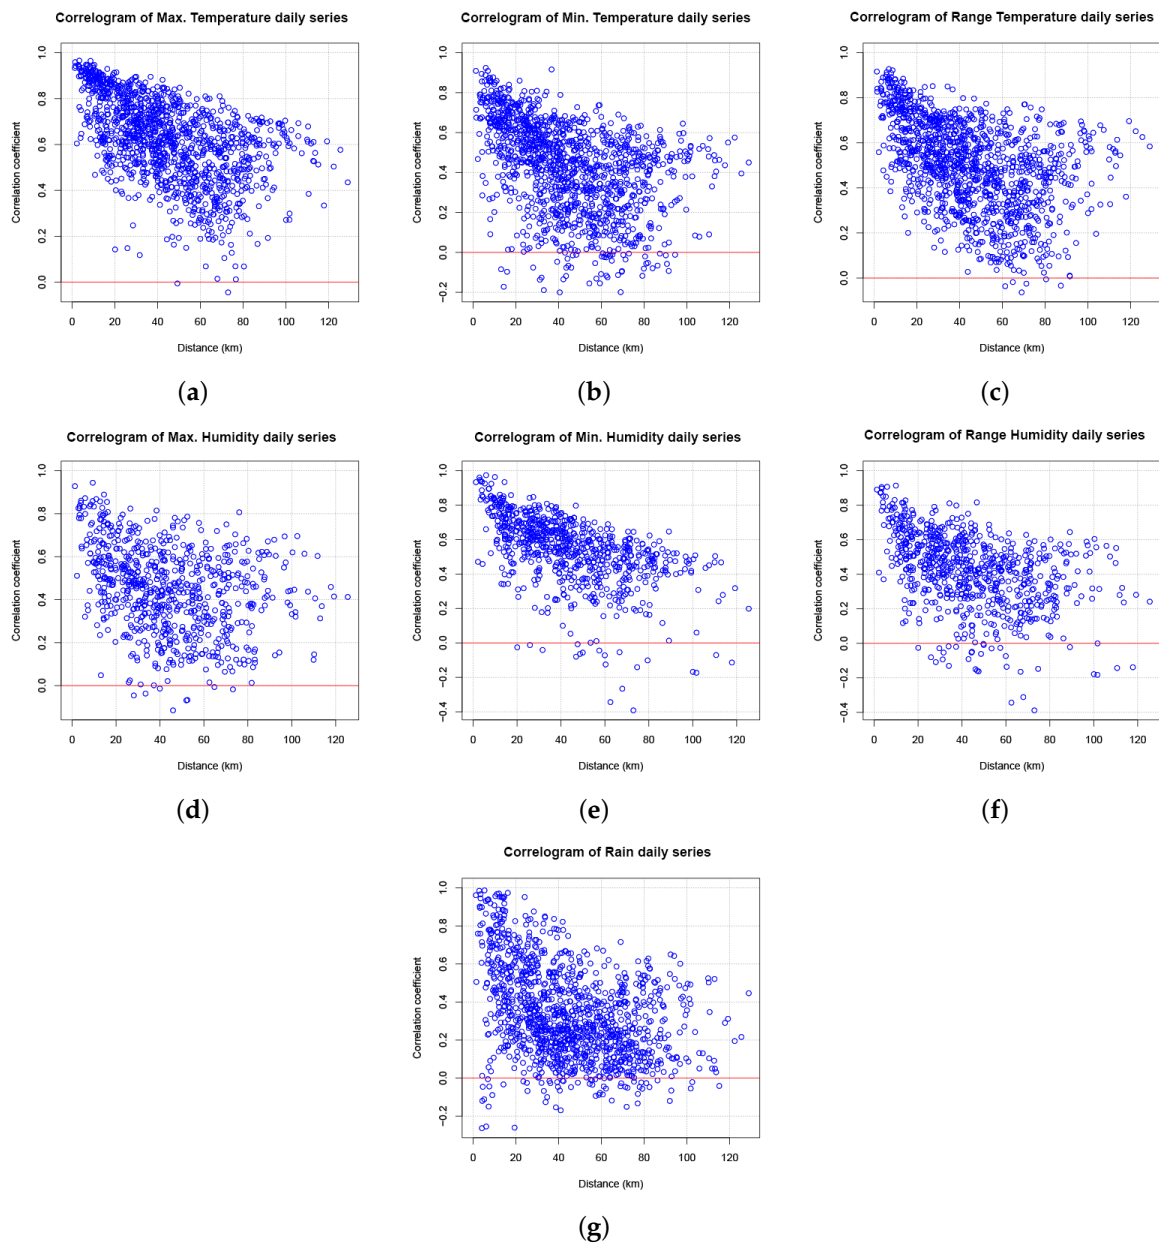 Correlogram of Max. Temperature daily series
Correlation coefficient
1.0
0.8
0.6
0.4
0.2
0.0
0 20 40 60 80 100 120
Distance (km)
(a)
Correlogram of Min. Temperature daily series
Correlation coefficient
1.0
0.8
0.6
0.4
0.2
0.0
−0.2
0 20 40 60 80 100 120
Distance (km)
(b)
Correlogram of Range Temperature daily series
Correlation coefficient
1.0
0.8
0.6
0.4
0.2
0.0
0 20 40 60 80 100 120
Distance (km)
(c)
Correlogram of Max. Humidity daily series
Correlation coefficient
1.0
0.8
0.6
0.4
0.2
0.0
0 20 40 60 80 100 120
Distance (km)
(d)
Correlogram of Min. Humidity daily series
Correlation coefficient
1.0
0.8
0.6
0.4
0.2
0.0
−0.2
−0.4
0 20 40 60 80 100 120
Distance (km)
(e)
Correlogram of Range Humidity daily series
Correlation coefficient
1.0
0.8
0.6
0.4
0.2
0.0
−0.2
−0.4
0 20 40 60 80 100 120
Distance (km)
(f)
Correlogram of Rain daily series
Correlation coefficient
1.0
0.8
0.6
0.4
0.2
0.0
−0.2
0 20 40 60 80 100 120
Distance (km)
(g)